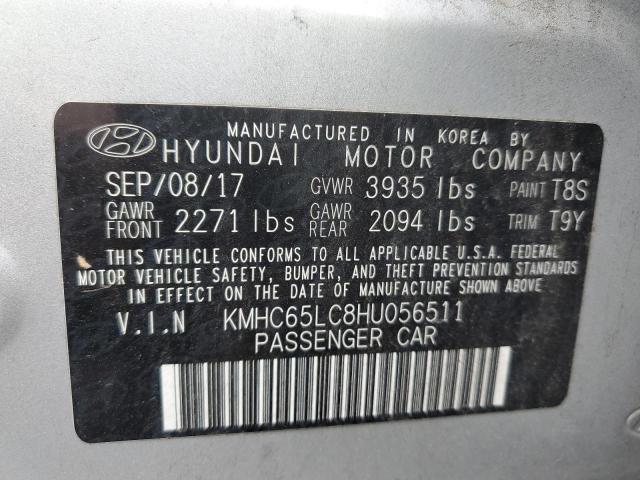 MANUFACTURED IN KOREA BY
HYUNDAI MOTOR COMPANY
SEP/08/17 GVWR 3935 lbs PAINT T8S
GAWR FRONT 2271 lbs GAWR REAR 2094 lbs TRIM T9Y
THIS VEHICLE CONFORMS TO ALL APPLICABLE U.S.A. FEDERAL
MOTOR VEHICLE SAFETY, BUMPER, AND THEFT PREVENTION STANDARDS
IN EFFECT ON THE DATE OF MANUFACTURE SHOWN ABOVE.
V.I.N KMHC65LC8HU056511
PASSENGER CAR